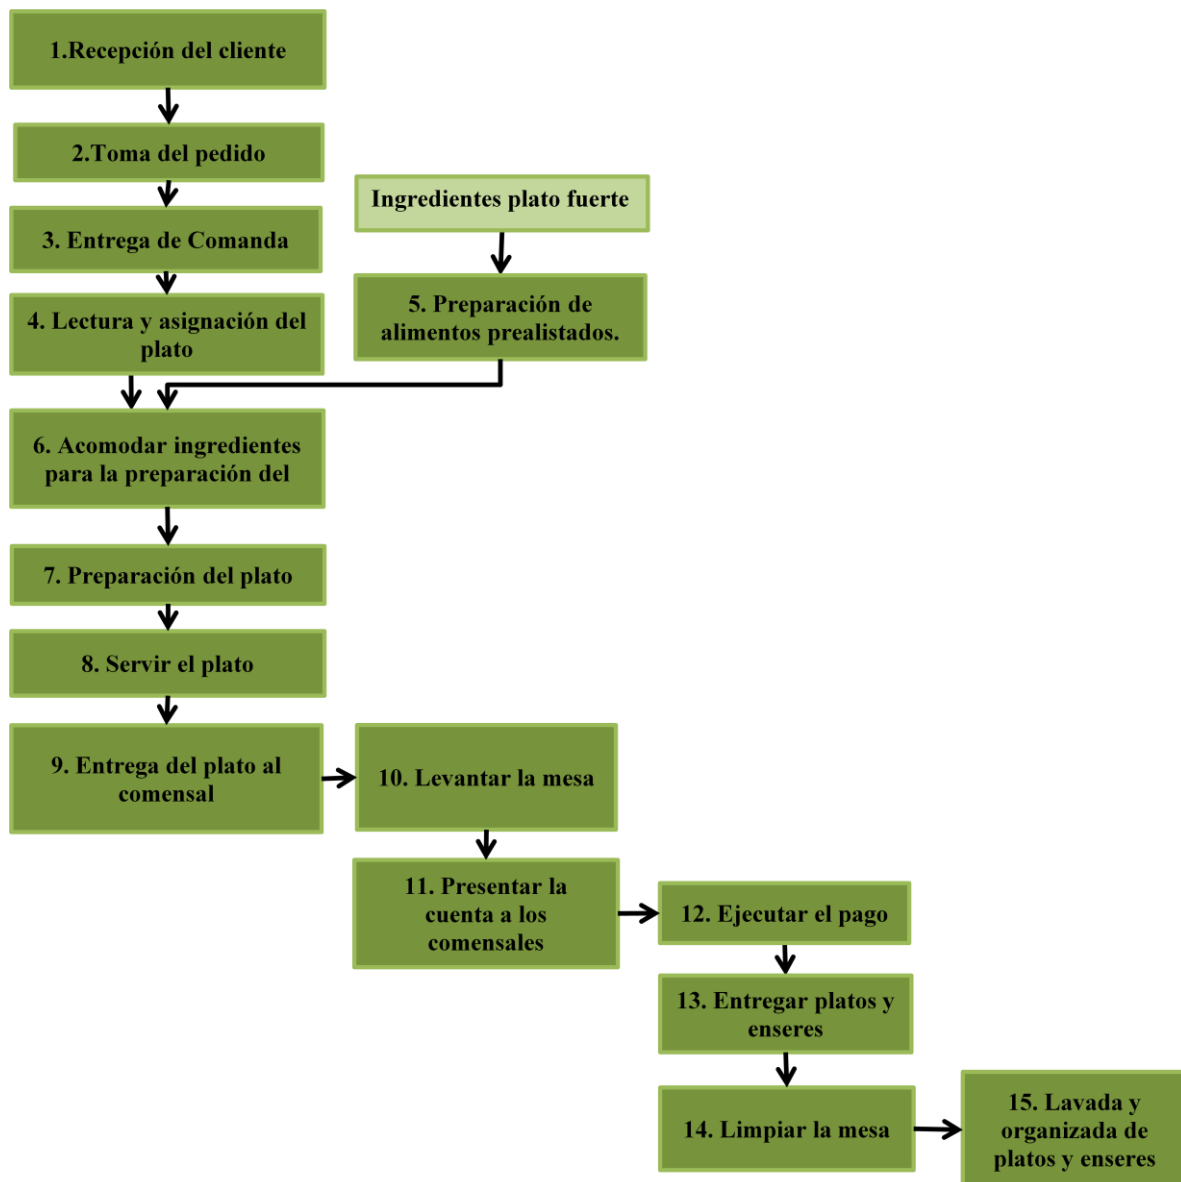 1.Recepción del cliente
2.Toma del pedido
3. Entrega de Comanda
4. Lectura y asignación del
plato
Ingredientes plato fuerte
5. Preparación de
alimentos prealistados.
6. Acomodar ingredientes
para la preparación del
7. Preparación del plato
8. Servir el plato
9. Entrega del plato al
comensal
10. Levantar la mesa
11. Presentar la
cuenta a los
comensales
12. Ejecutar el pago
13. Entregar platos y
enseres
14. Limpiar la mesa
15. Lavada y
organizada de
platos y enseres